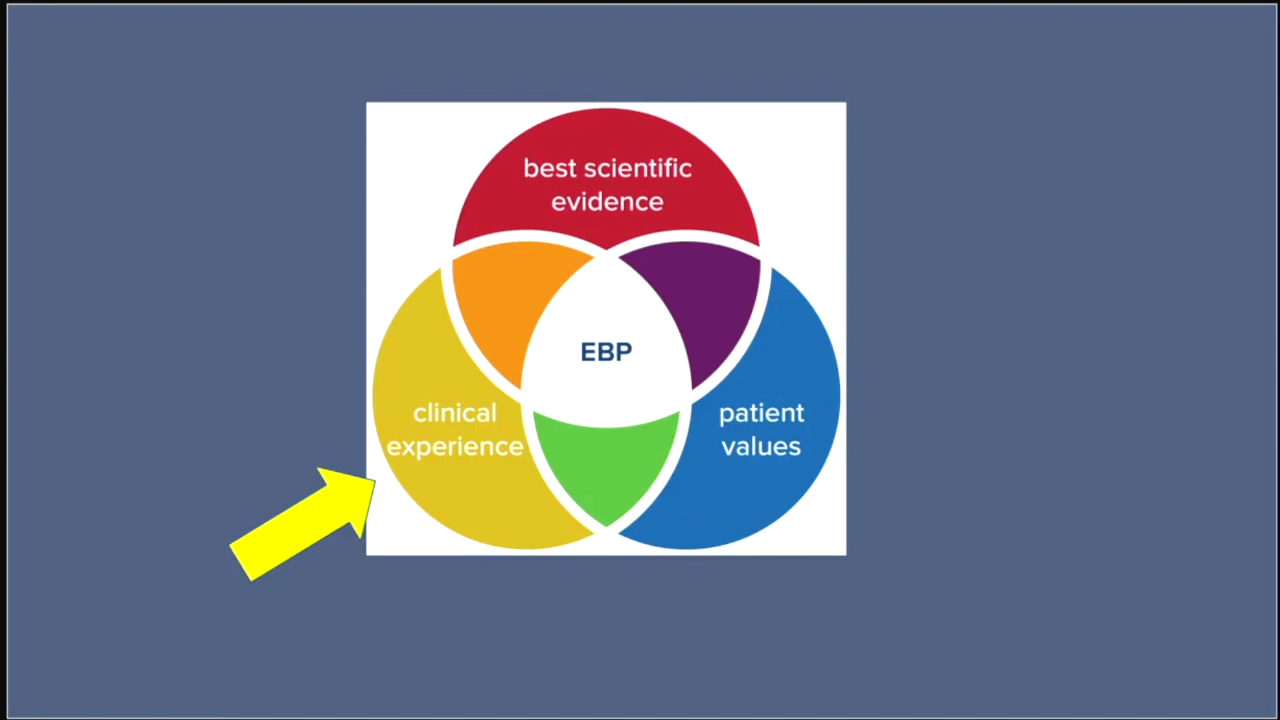 best scientific
evidence
EBP
clinical
experience
patient
values